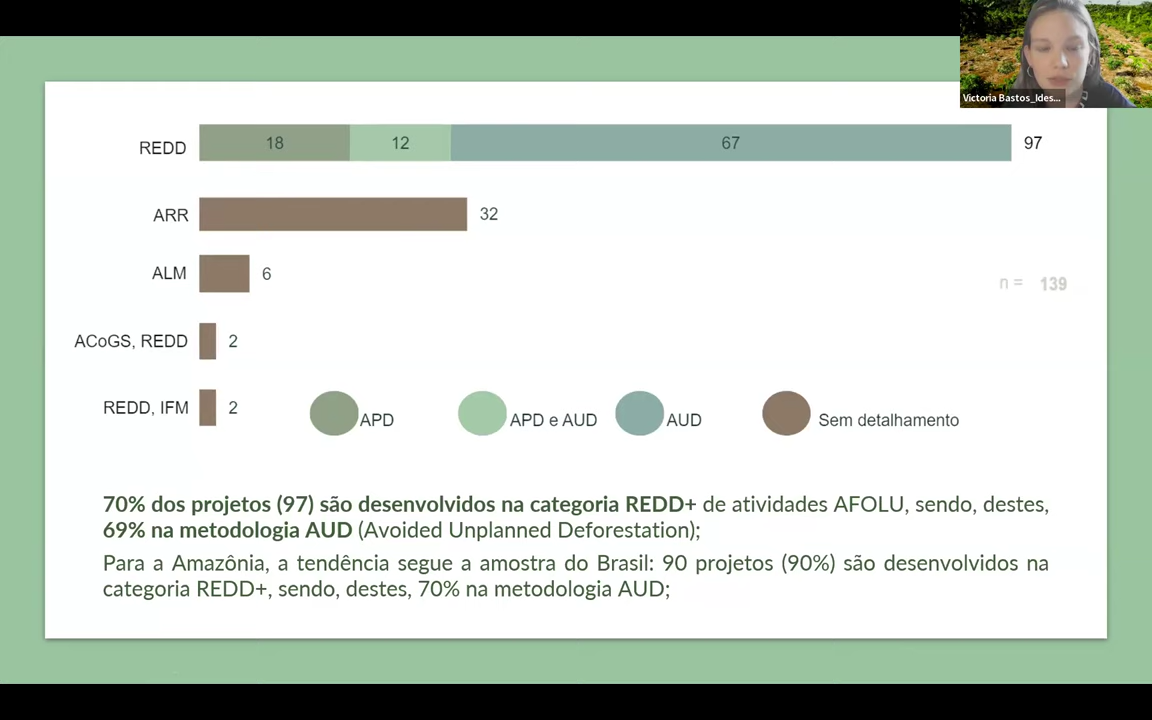 Victoria Bastos_Ides...
REDD 18 12 67 97
ARR 32
ALM 6
n = 139
ACoGS, REDD 2
REDD, IFM 2
APD APD e AUD AUD Sem detalhamento
70% dos projetos (97) são desenvolvidos na categoria REDD+ de atividades AFOLU, sendo, destes,
69% na metodologia AUD (Avoided Unplanned Deforestation);
Para a Amazônia, a tendência segue a amostra do Brasil: 90 projetos (90%) são desenvolvidos na
categoria REDD+, sendo, destes, 70% na metodologia AUD;